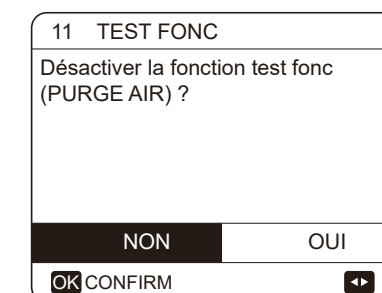 11 TEST FONC
Désactiver la fonction test fonc
(PURGE AIR) ?
NON OUI
OK CONFIRM